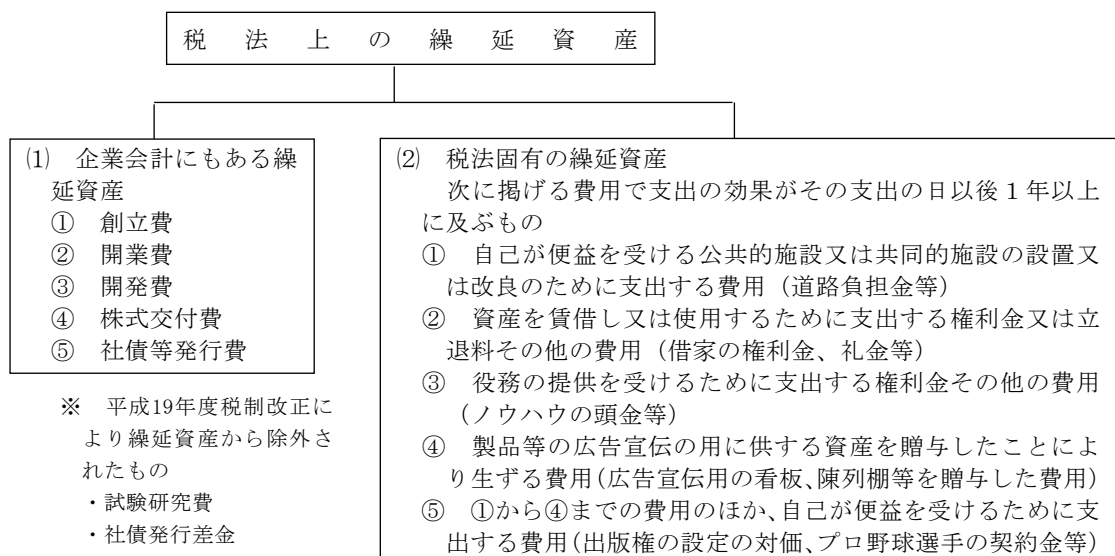 税法上の繰延資産
⑴ 企業会計にもある繰
延資産
① 創立費
② 開業費
③ 開発費
④ 株式交付費
⑤ 社債等発行費
※ 平成19年度税制改正に
より繰延資産から除外さ
れたもの
・試験研究費
・社債発行差金
⑵ 税法固有の繰延資産
次に掲げる費用で支出の効果がその支出の日以後1年以上
に及ぶもの
① 自己が便益を受ける公共的施設又は共同的施設の設置又
は改良のために支出する費用（道路負担金等）
② 資産を賃借し又は使用するために支出する権利金又は立
退料その他の費用（借家の権利金、礼金等）
③ 役務の提供を受けるために支出する権利金その他の費用
（ノウハウの頭金等）
④ 製品等の広告宣伝の用に供する資産を贈与したことによ
り生ずる費用（広告宣伝用の看板、陳列棚等を贈与した費用）
⑤ ①から④までの費用のほか、自己が便益を受けるために支
出する費用（出版権の設定の対価、プロ野球選手の契約金等）